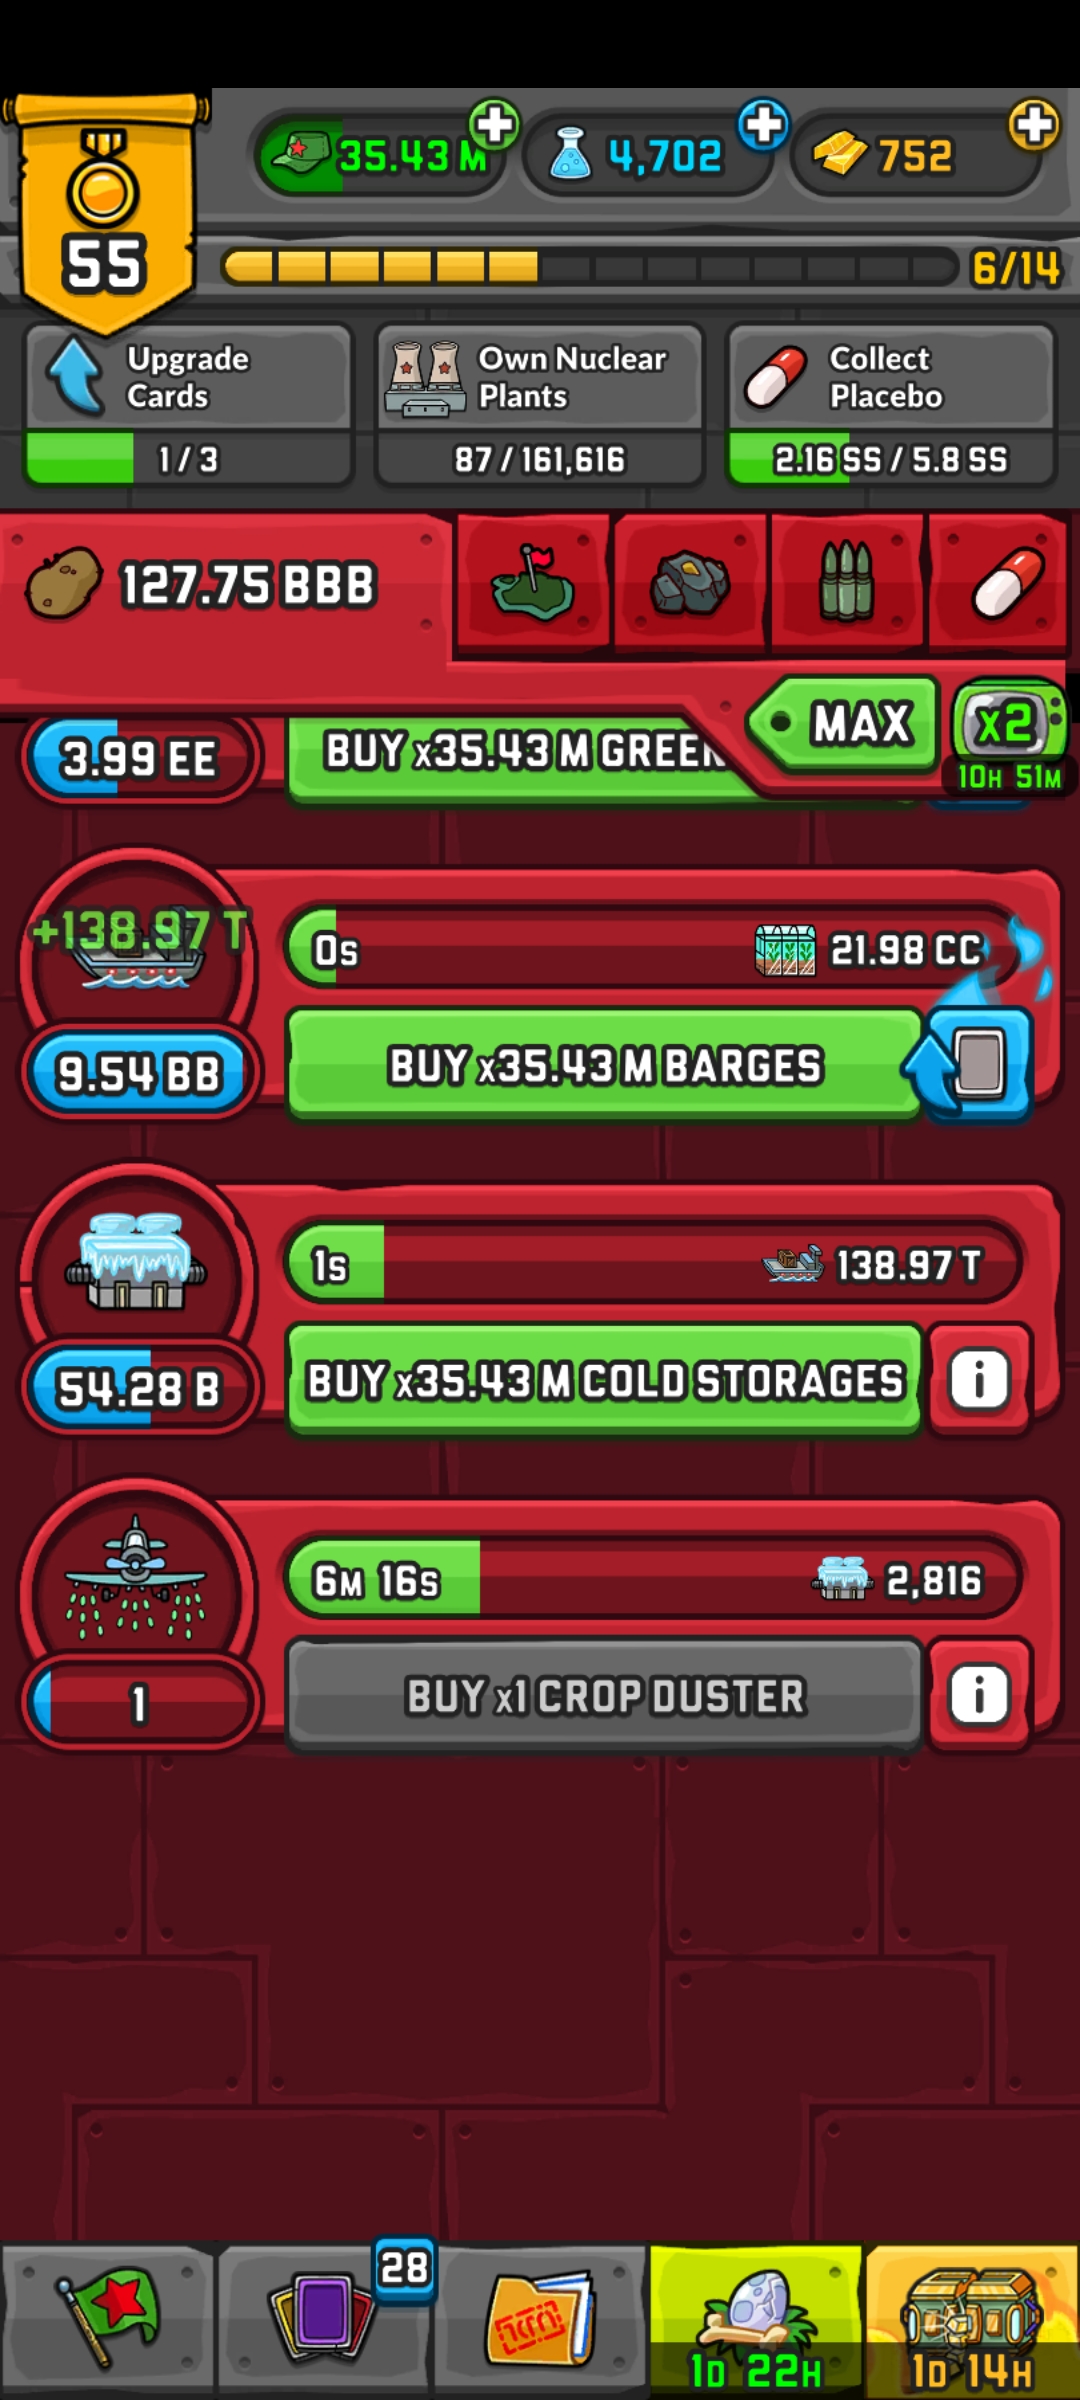 55
35.43 M
4,702
752
6/14
Upgrade
Cards
1 / 3
Own Nuclear
Plants
87 / 161,616
Collect
Placebo
2.16 SS / 5.8 SS
127.75 BBB
MAX
x2
10H 51M
3.99 EE
BUY x35.43 M GREEN
+138.97 T
0s
21.98 CC
9.54 BB
BUY x35.43 M BARGES
1s
138.97 T
54.28 B
BUY x35.43 M COLD STORAGES
i
6M 16s
2,816
1
BUY x1 CROP DUSTER
i
28
1D 22H
1D 14H